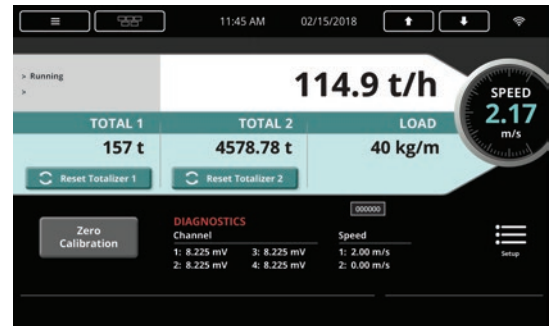 11:45 AM 02/15/2018
> Running
>
114.9 t/h
SPEED
2.17
m/s
TOTAL 1 TOTAL 2 LOAD
157 t 4578.78 t 40 kg/m
Reset Totalizer 1 Reset Totalizer 2
000000
Zero
Calibration
DIAGNOSTICS
Channel Speed
1: 8.225 mV 3: 8.225 mV 1: 2.00 m/s
2: 8.225 mV 4: 8.225 mV 2: 0.00 m/s
Setup